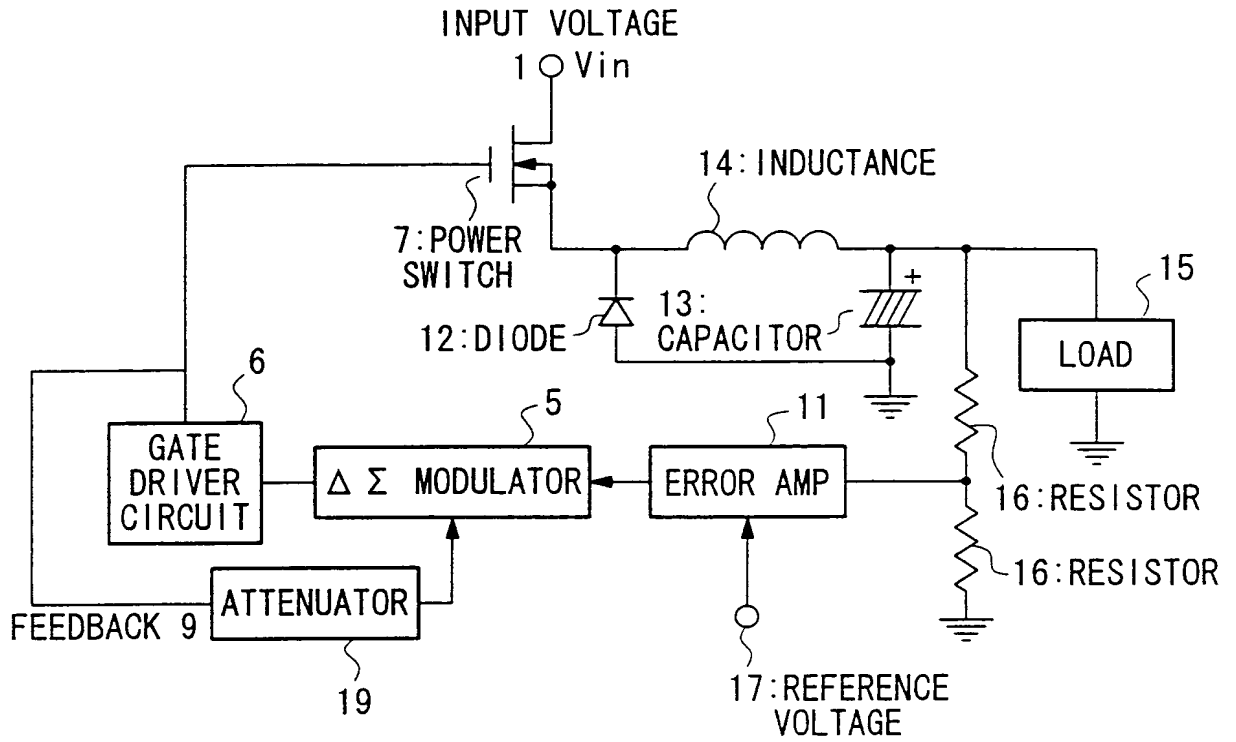 INPUT VOLTAGE
1 Vin
14:INDUCTANCE
7:POWER
SWITCH
15
+
13:
CAPACITOR
12:DIODE
LOAD
6
5
11
GATE
DRIVER
CIRCUIT
Δ Σ MODULATOR
ERROR AMP
16:RESISTOR
16:RESISTOR
ATTENUATOR
FEEDBACK 9
19
17:REFERENCE
VOLTAGE